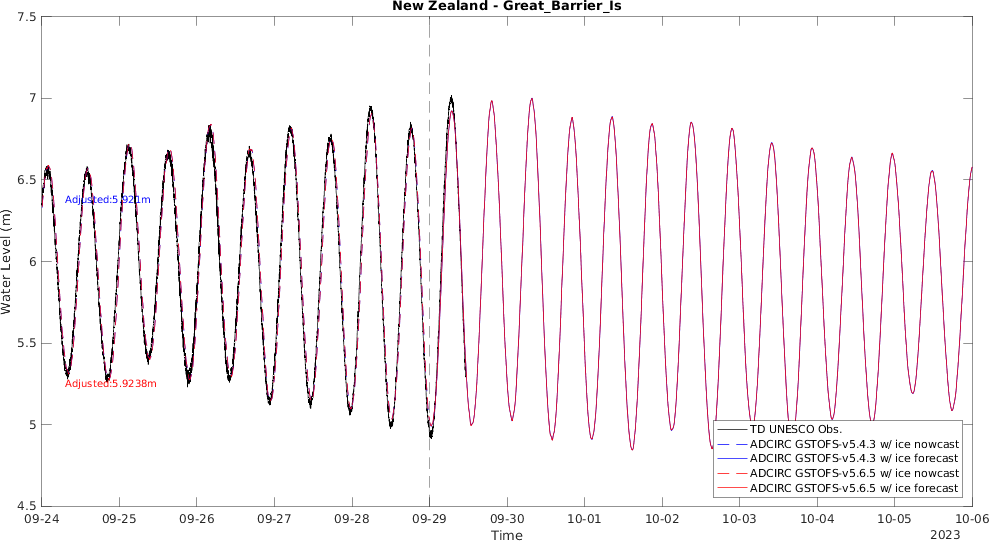 New Zealand - Great_Barrier_Is
7.5
7
6.5
6
5.5
5
4.5
Water Level (m)
Adjusted:5.921m
Adjusted:5.9238m
TD UNESCO Obs.
ADCIRC GSTOFS-v5.4.3 w/ ice nowcast
ADCIRC GSTOFS-v5.4.3 w/ ice forecast
ADCIRC GSTOFS-v5.6.5 w/ ice nowcast
ADCIRC GSTOFS-v5.6.5 w/ ice forecast
09-24 09-25 09-26 09-27 09-28 09-29 09-30 10-01 10-02 10-03 10-04 10-05 10-06
Time
2023